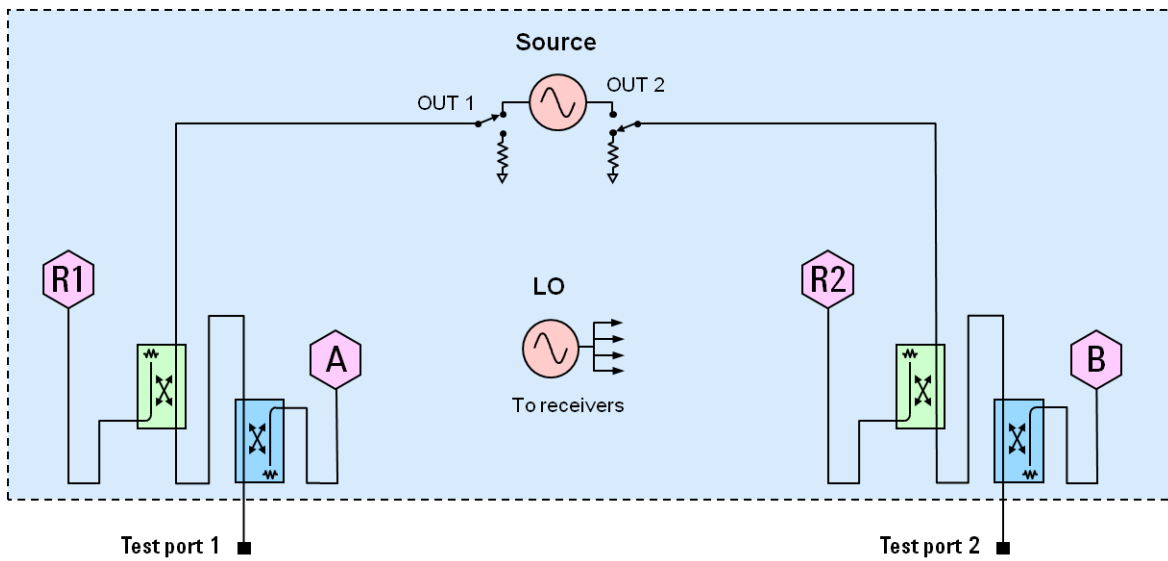 Source
OUT 1
OUT 2
R1
R2
LO
A
B
To receivers
Test port 1
Test port 2